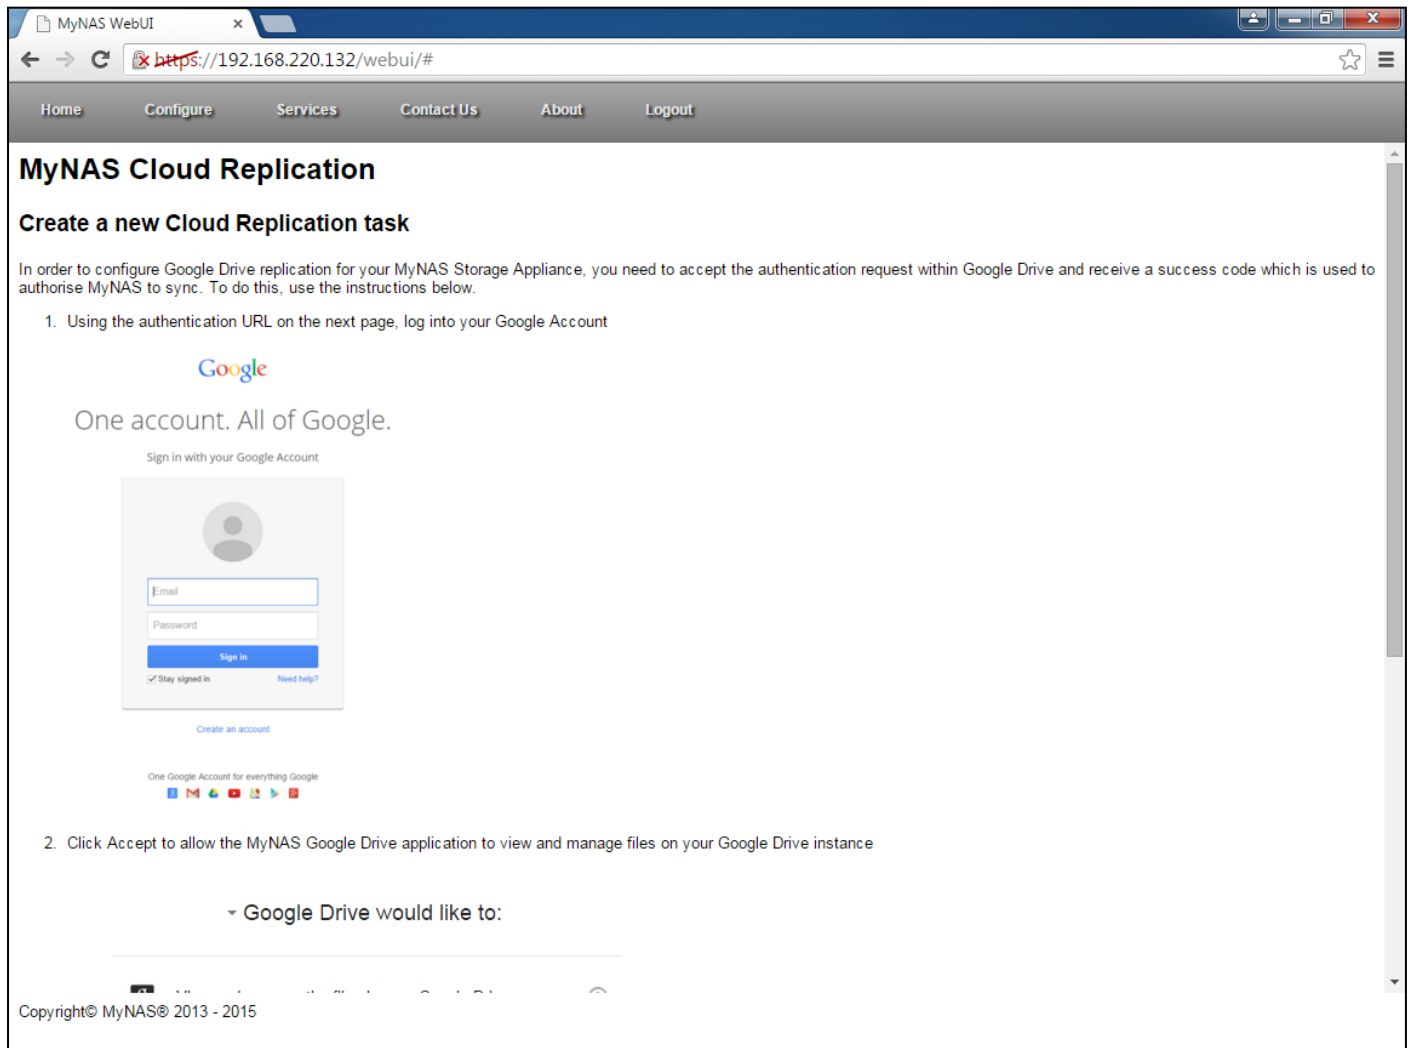 MyNAS WebUI
https://192.168.220.132/webui/#
Home Configure Services Contact Us About Logout
MyNAS Cloud Replication
Create a new Cloud Replication task
In order to configure Google Drive replication for your MyNAS Storage Appliance, you need to accept the authentication request within Google Drive and receive a success code which is used to
authorise MyNAS to sync. To do this, use the instructions below.
1. Using the authentication URL on the next page, log into your Google Account
Google
One account. All of Google.
Sign in with your Google Account
Email
Password
Sign in
Stay signed in Need help?
Create an account
One Google Account for everything Google
2. Click Accept to allow the MyNAS Google Drive application to view and manage files on your Google Drive instance
Google Drive would like to:
Copyright© MyNAS® 2013 - 2015